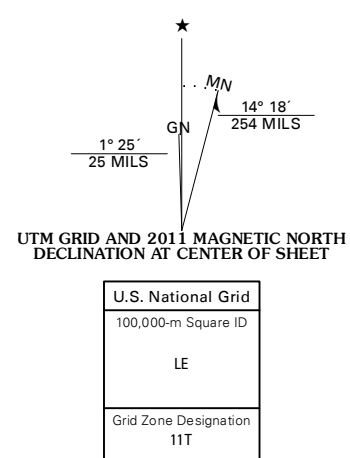 ★
MN
GN
1° 25´
25 MILS
14° 18´
254 MILS
UTM GRID AND 2011 MAGNETIC NORTH
DECLINATION AT CENTER OF SHEET
U.S. National Grid
100,000-m Square ID
LE
Grid Zone Designation
11T